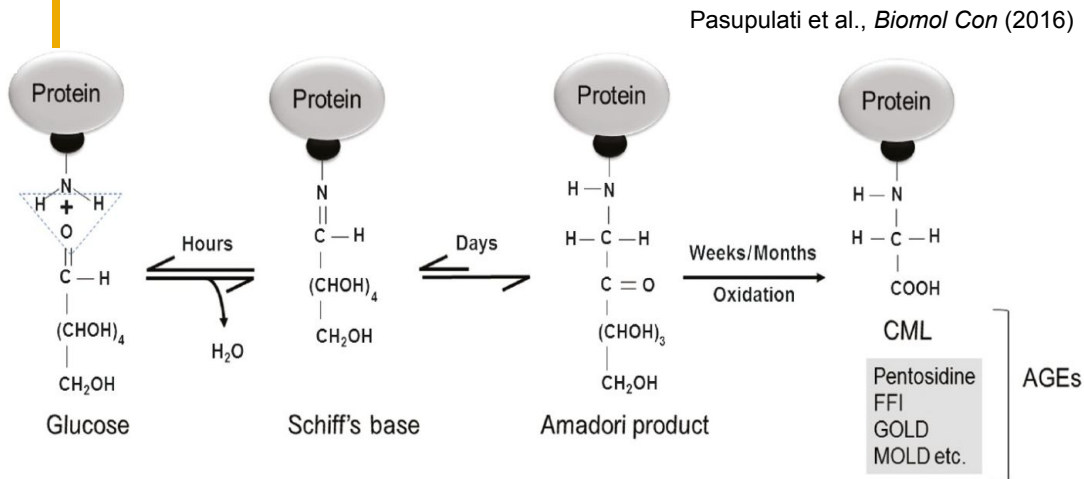 Pasupulati et al., Biomol Con (2016)
Protein
N
H H
+
O
C – H
(CHOH)4
CH2OH
Glucose
Hours
H2O
Protein
N
C – H
(CHOH)4
CH2OH
Schiff's base
Days
Protein
H – N
H – C – H
C = O
(CHOH)3
CH2OH
Amadori product
Weeks/Months
Oxidation
Protein
H – N
H – C – H
COOH
CML
Pentosidine
FFI
GOLD
MOLD etc.
AGEs